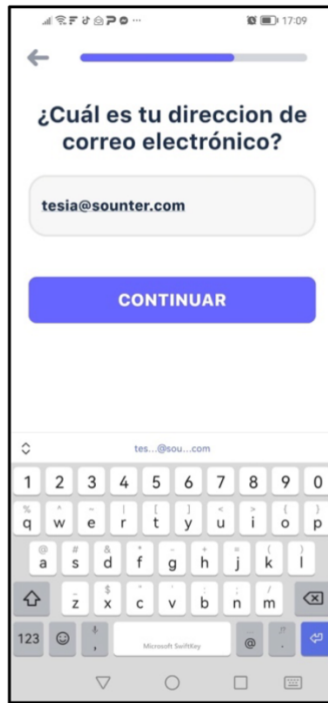 17:09
¿Cuál es tu direccion de
correo electrónico?
tesia@sounter.com
CONTINUAR
tes...@sou...com
1 2 3 4 5 6 7 8 9 0
q w e r t y u i o p
a s d f g h j k l
z x c v b n m
123 , Microsoft SwiftKey @ .